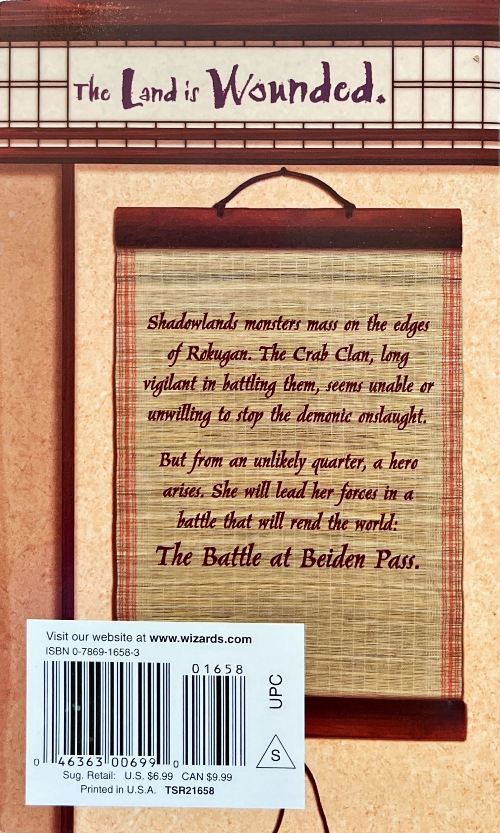 The Land is Wounded.
Shadowlands monsters mass on the edges
of Rokugan. The Crab Clan, long
vigilant in battling them, seems unable or
unwilling to stop the demonic onslaught.
But from an unlikely quarter, a hero
arises. She will lead her forces in a
battle that will rend the world:
The Battle at Beiden Pass.
Visit our website at www.wizards.com
ISBN 0-7869-1658-3
01658
0 46363 00699 0
UPC
S
Sug. Retail: U.S. $6.99 CAN $9.99
Printed in U.S.A. TSR21658